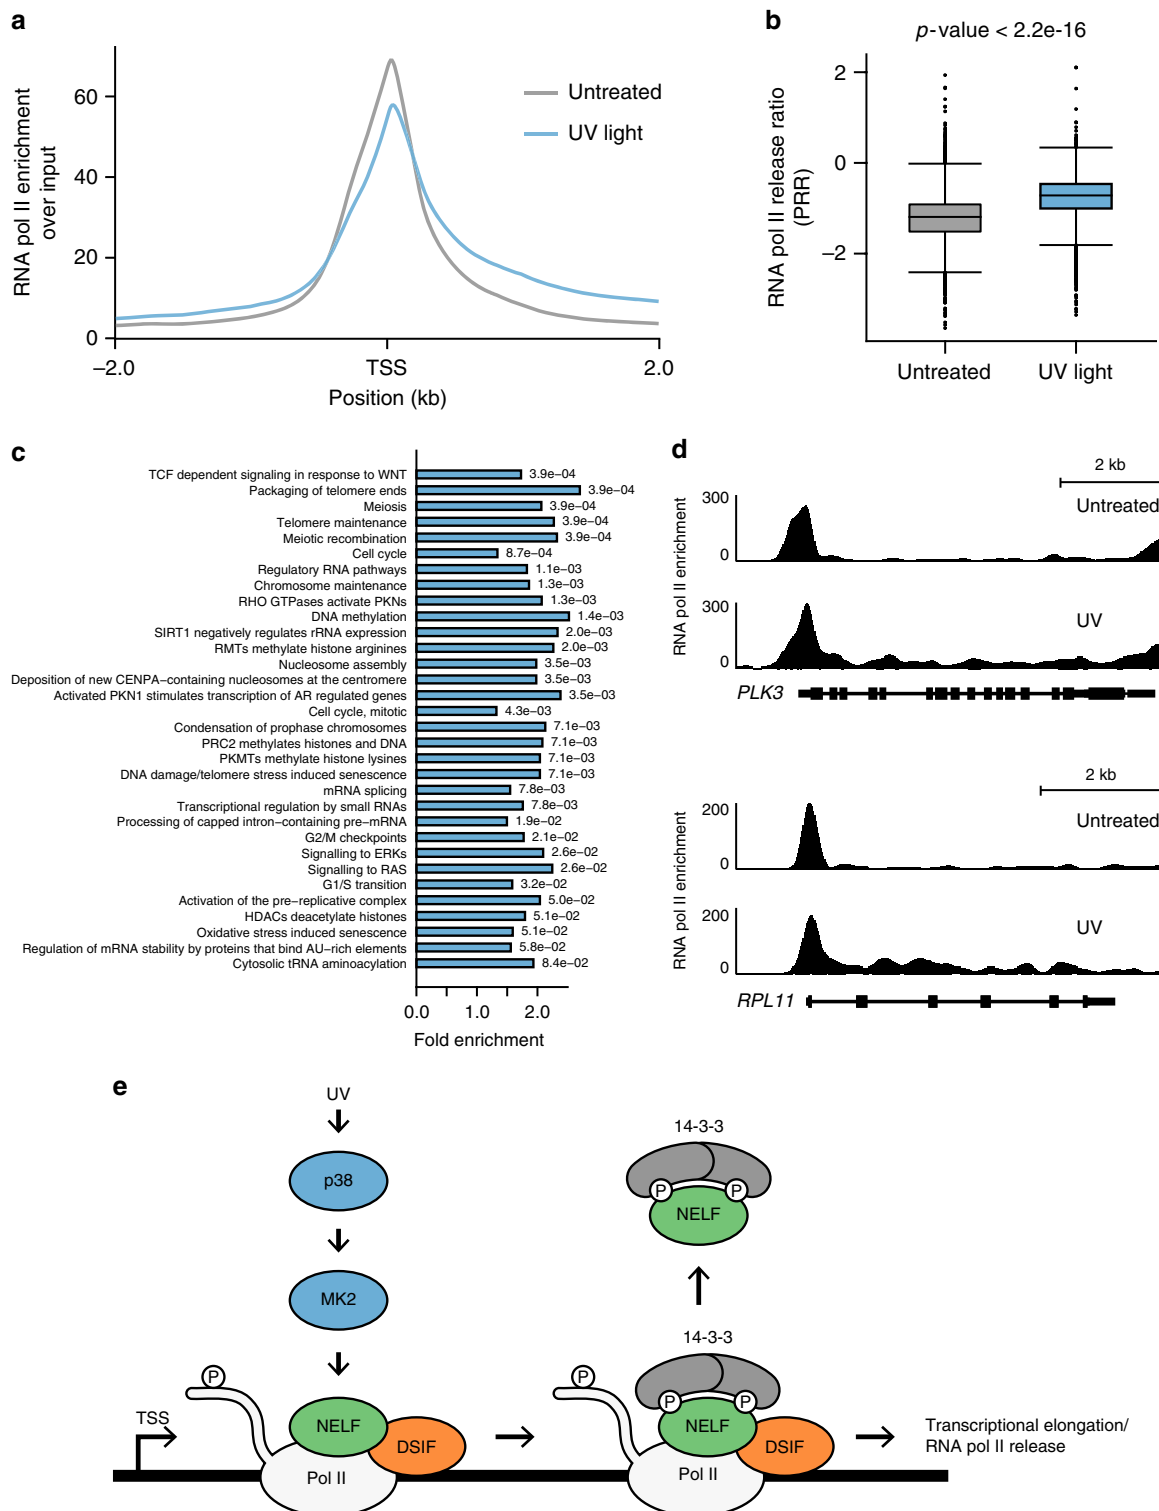 a
RNA pol II enrichment
over input
60
40
20
0
Untreated
UV light
−2.0
TSS
2.0
Position (kb)
b
p-value < 2.2e-16
RNA pol II release ratio
(PRR)
2
0
−2
Untreated
UV light
c
TCF dependent signaling in response to WNT 3.9e−04
Packaging of telomere ends 3.9e−04
Meiosis 3.9e−04
Telomere maintenance 3.9e−04
Meiotic recombination 3.9e−04
Cell cycle 8.7e−04
Regulatory RNA pathways 1.1e−03
Chromosome maintenance 1.3e−03
RHO GTPases activate PKNs 1.3e−03
DNA methylation 1.4e−03
SIRT1 negatively regulates rRNA expression 2.0e−03
RMTs methylate histone arginines 2.0e−03
Nucleosome assembly 3.5e−03
Deposition of new CENPA−containing nucleosomes at the centromere 3.5e−03
Activated PKN1 stimulates transcription of AR regulated genes 3.5e−03
Cell cycle, mitotic 4.3e−03
Condensation of prophase chromosomes 7.1e−03
PRC2 methylates histones and DNA 7.1e−03
PKMTs methylate histone lysines 7.1e−03
DNA damage/telomere stress induced senescence 7.1e−03
mRNA splicing 7.8e−03
Transcriptional regulation by small RNAs 7.8e−03
Processing of capped intron−containing pre−mRNA 1.9e−02
G2/M checkpoints 2.1e−02
Signalling to ERKs 2.6e−02
Signalling to RAS 2.6e−02
G1/S transition 3.2e−02
Activation of the pre−replicative complex 5.0e−02
HDACs deacetylate histones 5.1e−02
Oxidative stress induced senescence 5.1e−02
Regulation of mRNA stability by proteins that bind AU−rich elements 5.8e−02
Cytosolic tRNA aminoacylation 8.4e−02
0.0 1.0 2.0
Fold enrichment
d
2 kb
RNA pol II enrichment
300
Untreated
0
300
UV
0
PLK3
2 kb
RNA pol II enrichment
200
Untreated
0
200
UV
0
RPL11
e
UV
p38
MK2
P
TSS
NELF
DSIF
Pol II
14-3-3
P P
NELF
14-3-3
P
P P
NELF
DSIF
Pol II
Transcriptional elongation/
RNA pol II release